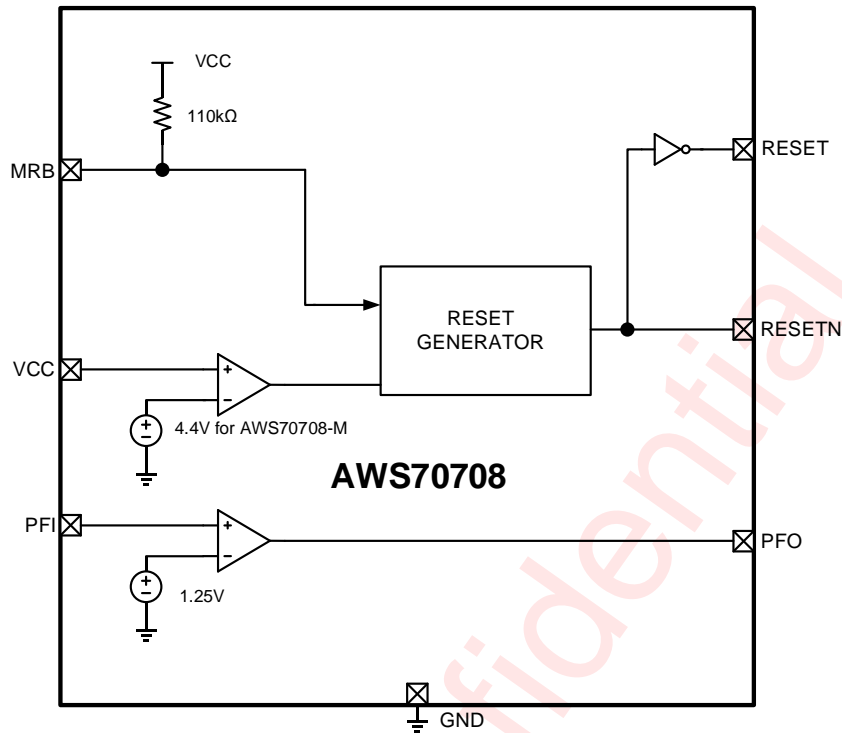 VCC
110kΩ
MRB
RESET
RESET
GENERATOR
RESETN
VCC
+
−
+
−
4.4V for AWS70708-M
AWS70708
PFI
+
−
PFO
+
−
1.25V
GND
fidential